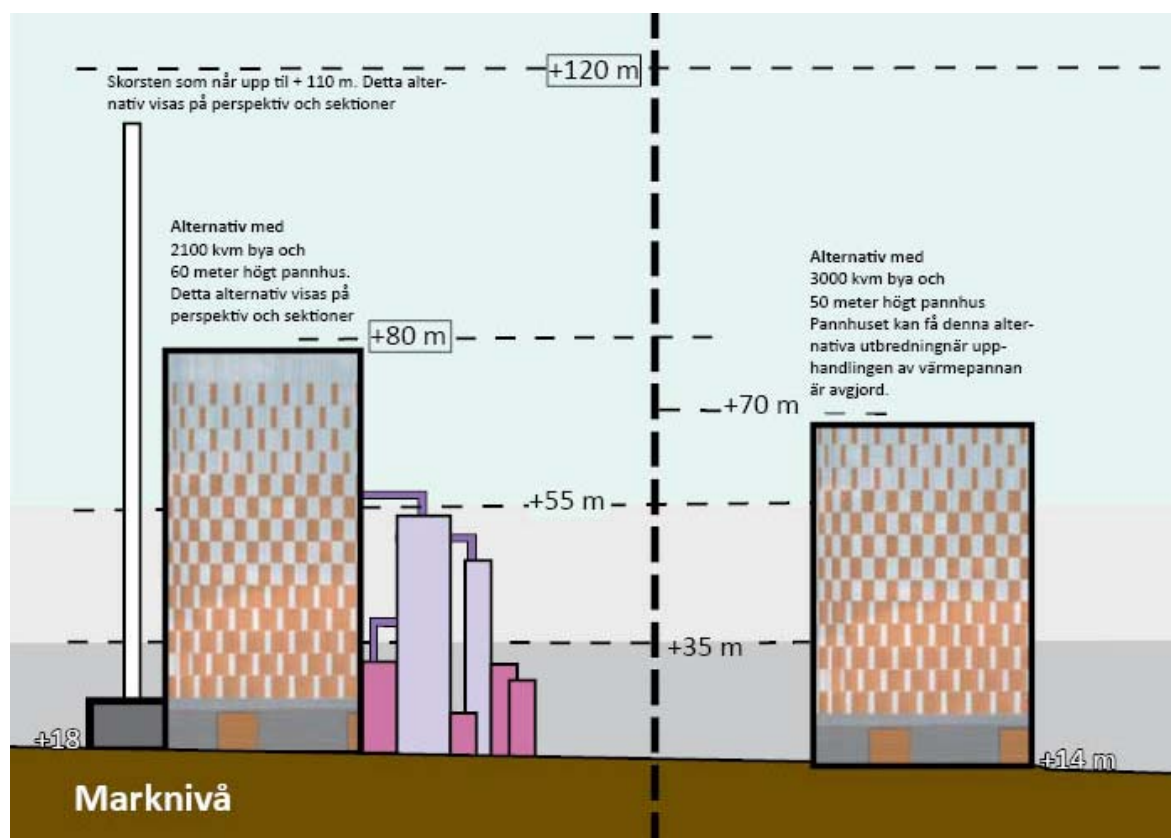 +120 m
Skorsten som når upp til + 110 m. Detta alter-
nativ visas på perspektiv och sektioner
Alternativ med
2100 kvm bya och
60 meter högt pannhus.
Detta alternativ visas på
perspektiv och sektioner
Alternativ med
3000 kvm bya och
50 meter högt pannhus
Pannhuset kan få denna alter-
nativa utbredningnär upp-
handlingen av värmepannan
är avgjord.
+80 m
+70 m
+55 m
+35 m
+18
+14 m
Marknivå